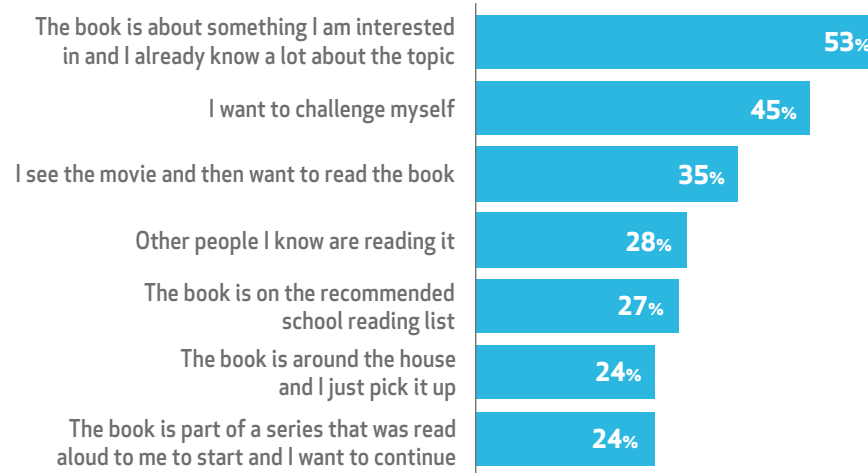 The book is about something I am interested
in and I already know a lot about the topic
53%
I want to challenge myself
45%
I see the movie and then want to read the book
35%
Other people I know are reading it
28%
The book is on the recommended
school reading list
27%
The book is around the house
and I just pick it up
24%
The book is part of a series that was read
aloud to me to start and I want to continue
24%